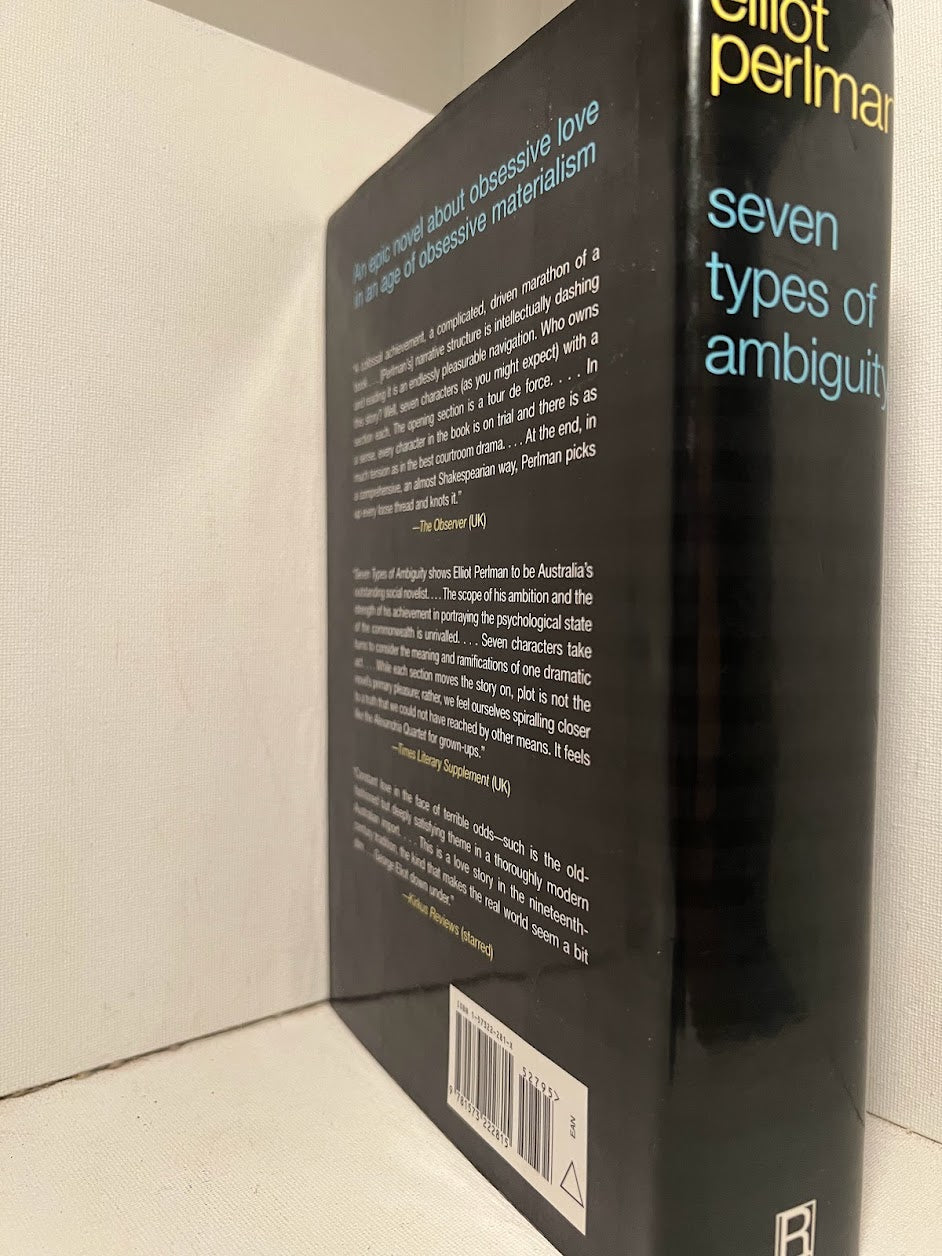 An epic novel about obsessive love
in an age of obsessive materialism
"A colossal achievement, a complicated, driven marathon of a
book. . . . [Perlman's] narrative structure is intellectually dashing
and reading it is an endlessly pleasurable navigation. Who owns
this story? Well, seven characters (as you might expect) with a
section each. The opening section is a tour de force. . . . In
a sense, every character in the book is on trial and there is as
much tension as in the best courtroom drama. . . . At the end, in
a comprehensive, an almost Shakespearian way, Perlman picks
up every loose thread and knots it."
—The Observer (UK)
"Seven Types of Ambiguity shows Elliot Perlman to be Australia's
outstanding social novelist. . . . The scope of his ambition and the
strength of his achievement in portraying the psychological state
of the commonwealth is unrivalled. . . . Seven characters take
turns to consider the meaning and ramifications of one dramatic
act. . . . While each section moves the story on, plot is not the
novel's primary pleasure; rather, we feel ourselves spiralling closer
to a truth that we could not have reached by other means. It feels
like the Alexandria Quartet for grown-ups."
—Times Literary Supplement (UK)
"Constant love in the face of terrible odds—such is the old-
fashioned but deeply satisfying theme in a thoroughly modern
Australian import. . . . This is a love story in the nineteenth-
century tradition, the kind that makes the real world seem a bit
. . . George Eliot down under."
—Kirkus Reviews (starred)
ISBN 1-57322-281-X
52795>
9 781573 222815
EAN
elliot
perlman
seven
types of
ambiguity
R